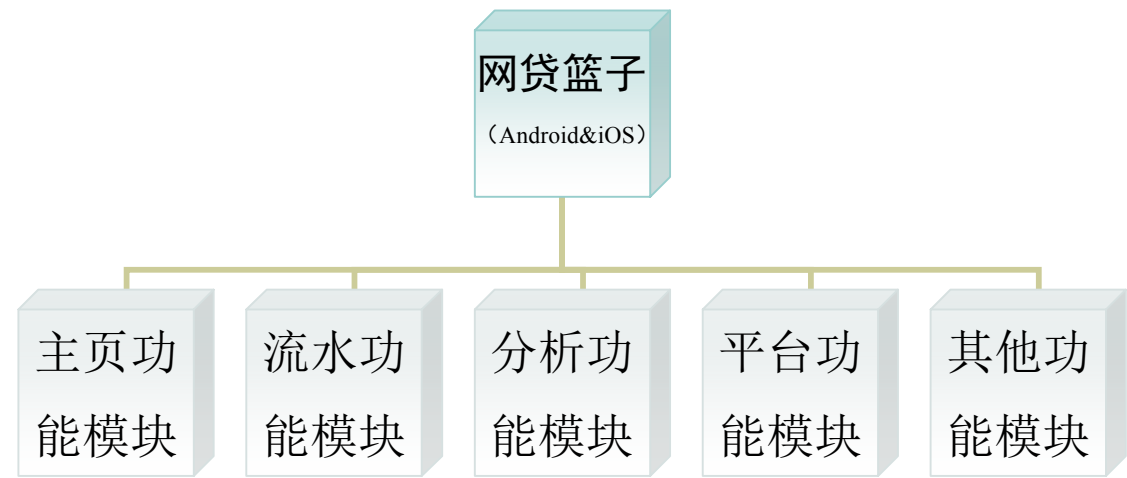 网贷篮子
（Android&iOS）
主页功
能模块
流水功
能模块
分析功
能模块
平台功
能模块
其他功
能模块